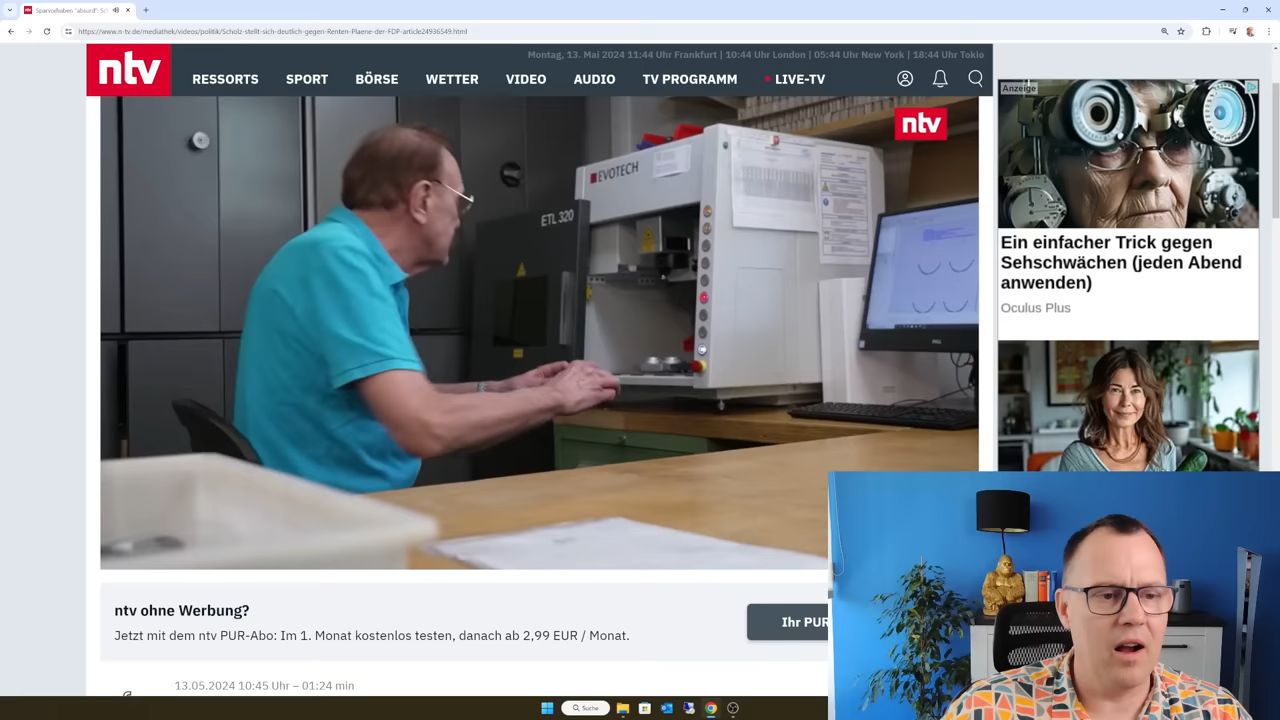 Sparvorhaben "absurd": Sch
https://www.n-tv.de/mediathek/videos/politik/Scholz-stellt-sich-deutlich-gegen-Renten-Plaene-der-FDP-article24936549.html
Montag, 13. Mai 2024 11:44 Uhr Frankfurt | 10:44 Uhr London | 05:44 Uhr New York | 18:44 Uhr Tokio
ntv
RESSORTS SPORT BÖRSE WETTER VIDEO AUDIO TV PROGRAMM LIVE-TV
ntv
EVOTECH
ETL 320
DELL
Anzeige
Ein einfacher Trick gegen
Sehschwächen (jeden Abend
anwenden)
Oculus Plus
ntv ohne Werbung?
Jetzt mit dem ntv PUR-Abo: Im 1. Monat kostenlos testen, danach ab 2,99 EUR / Monat.
Ihr PUR
13.05.2024 10:45 Uhr – 01:24 min
Suche